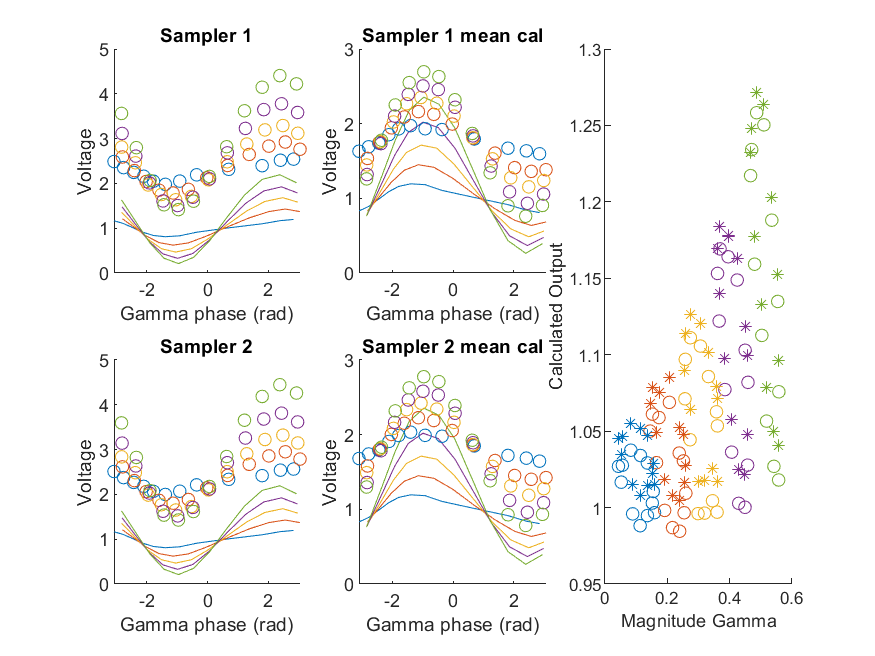 Sampler 1
5
4
3
2
1
0
Voltage
-2 0 2
Gamma phase (rad)
Sampler 1 mean cal
3
2
1
0
Voltage
-2 0 2
Gamma phase (rad)
Sampler 2
5
4
3
2
1
0
Voltage
-2 0 2
Gamma phase (rad)
Sampler 2 mean cal
3
2
1
0
Voltage
-2 0 2
Gamma phase (rad)
1.3
1.25
1.2
1.15
1.1
1.05
1
0.95
Calculated Output
0 0.2 0.4 0.6
Magnitude Gamma